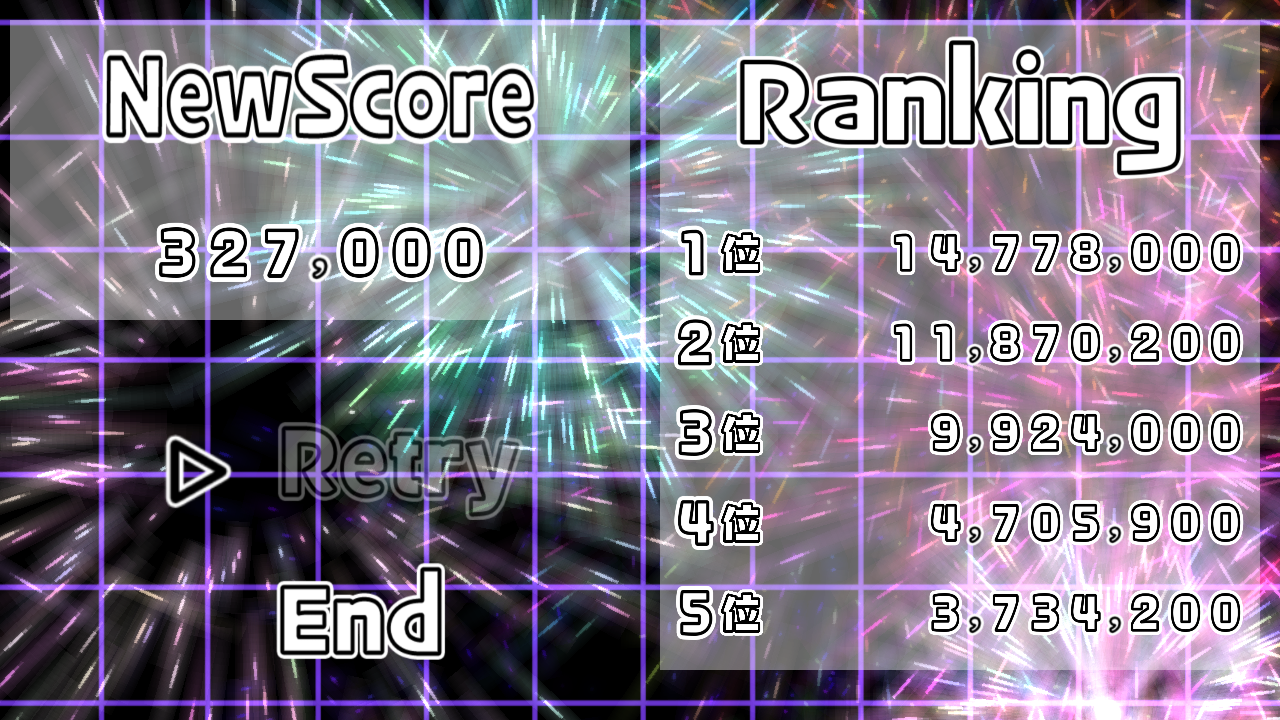 NewScore
327,000
Retry
End
Ranking
1位 14,778,000
2位 11,870,200
3位 9,924,000
4位 4,705,900
5位 3,734,200